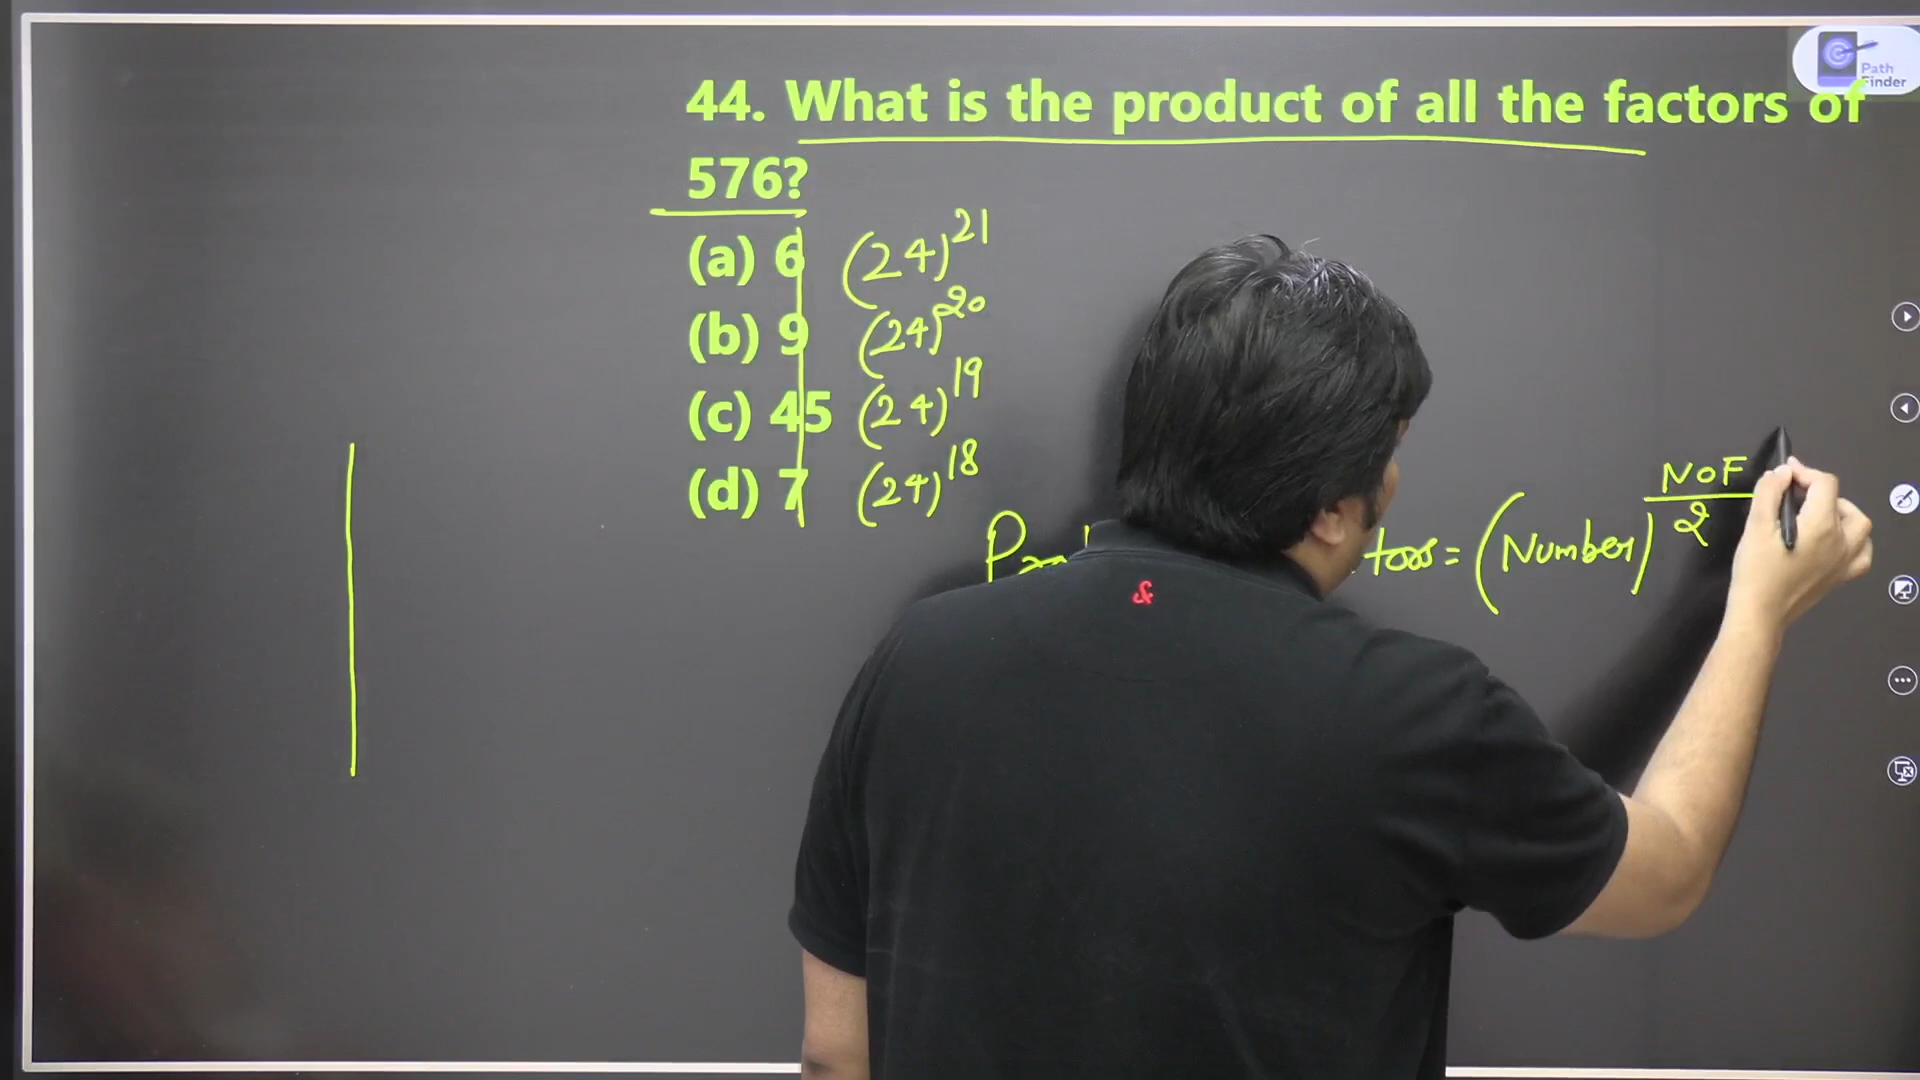 44. What is the product of all the factors of
576?
(a) 6 (24)^21
(b) 9 (24)^20
(c) 45 (24)^19
(d) 7 (24)^18
= (Number)^NOF/2
Path
Finder
&